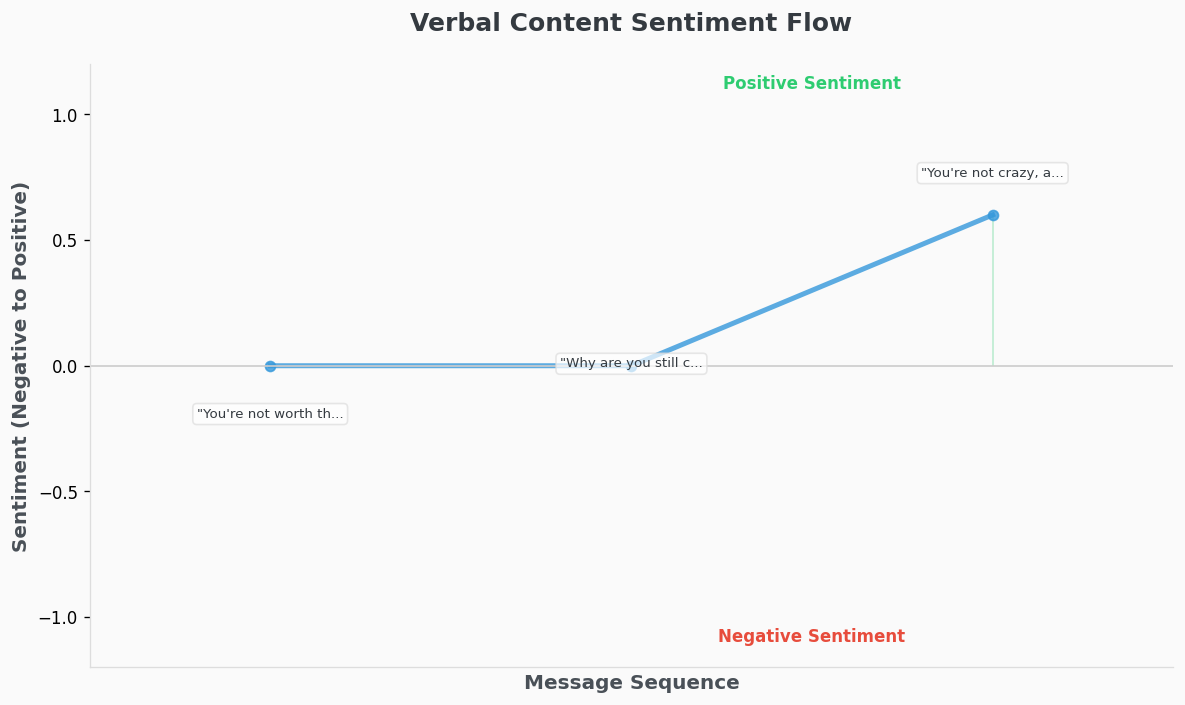 Verbal Content Sentiment Flow
Positive Sentiment
1.0
"You're not crazy, a...
0.5
"Why are you still c...
0.0
"You're not worth th...
−0.5
−1.0
Negative Sentiment
Sentiment (Negative to Positive)
Message Sequence